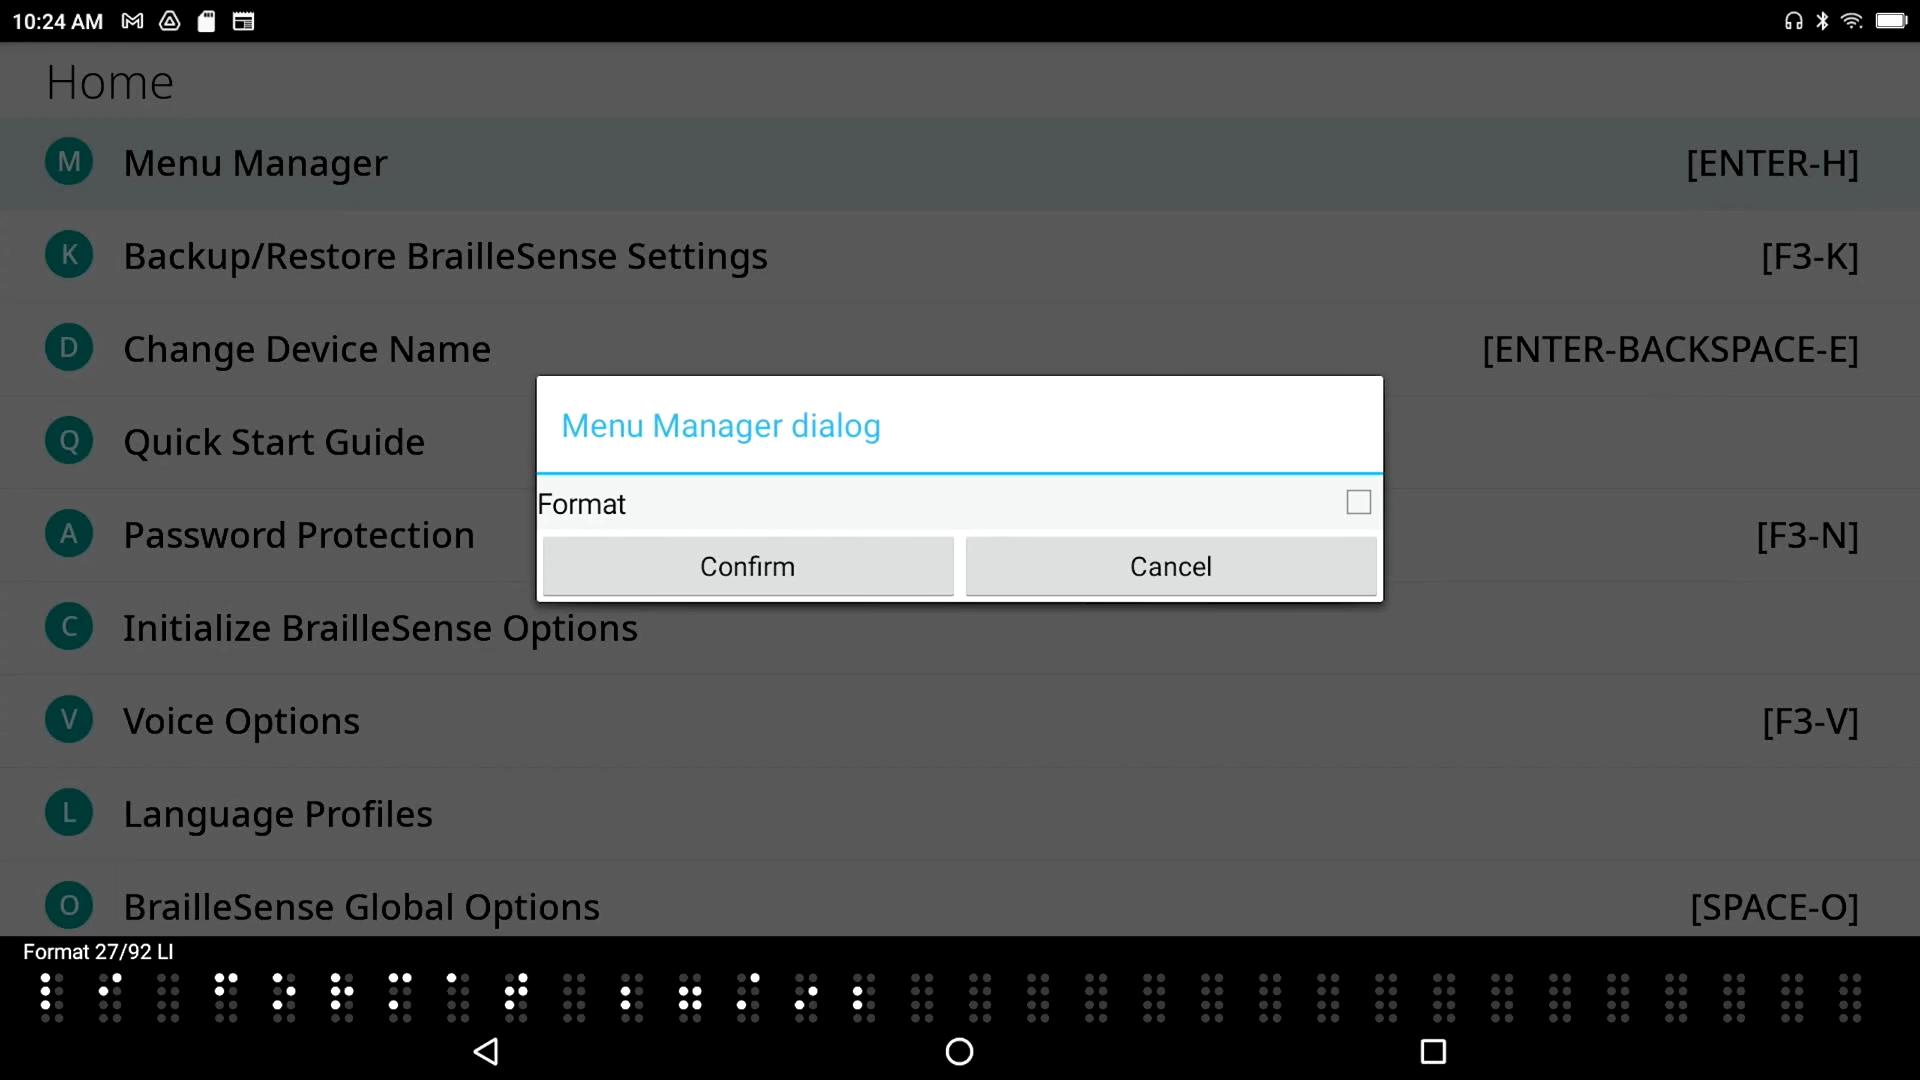 10:24 AM
Home
M Menu Manager [ENTER-H]
K Backup/Restore BrailleSense Settings [F3-K]
D Change Device Name [ENTER-BACKSPACE-E]
Q Quick Start Guide
A Password Protection [F3-N]
C Initialize BrailleSense Options
V Voice Options [F3-V]
L Language Profiles
O BrailleSense Global Options [SPACE-O]
Menu Manager dialog
Format
Confirm Cancel
Format 27/92 LI